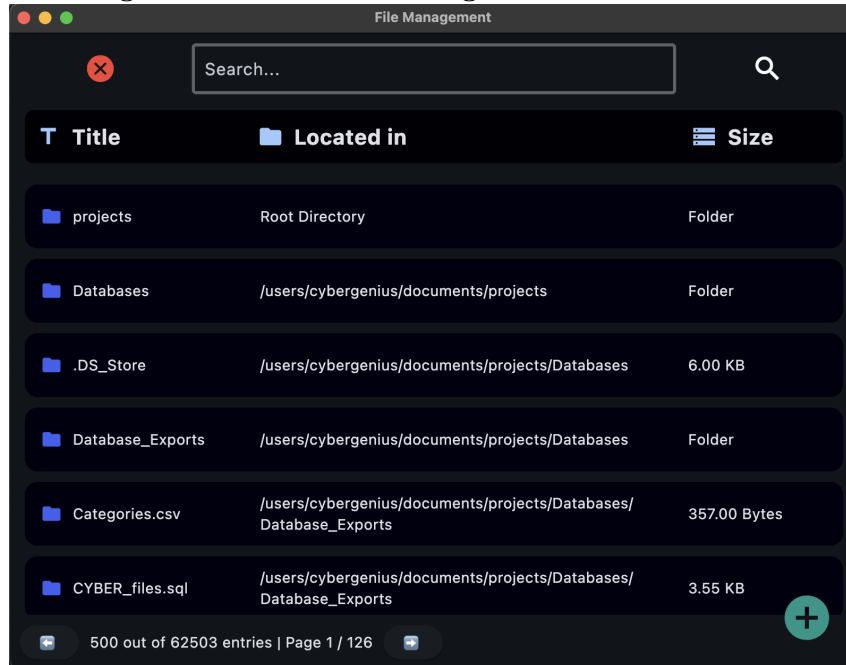 File Management
Search...
Title Located in Size
projects Root Directory Folder
Databases /users/cybergenius/documents/projects Folder
.DS_Store /users/cybergenius/documents/projects/Databases 6.00 KB
Database_Exports /users/cybergenius/documents/projects/Databases Folder
Categories.csv /users/cybergenius/documents/projects/Databases/
Database_Exports 357.00 Bytes
CYBER_files.sql /users/cybergenius/documents/projects/Databases/
Database_Exports 3.55 KB
500 out of 62503 entries | Page 1 / 126